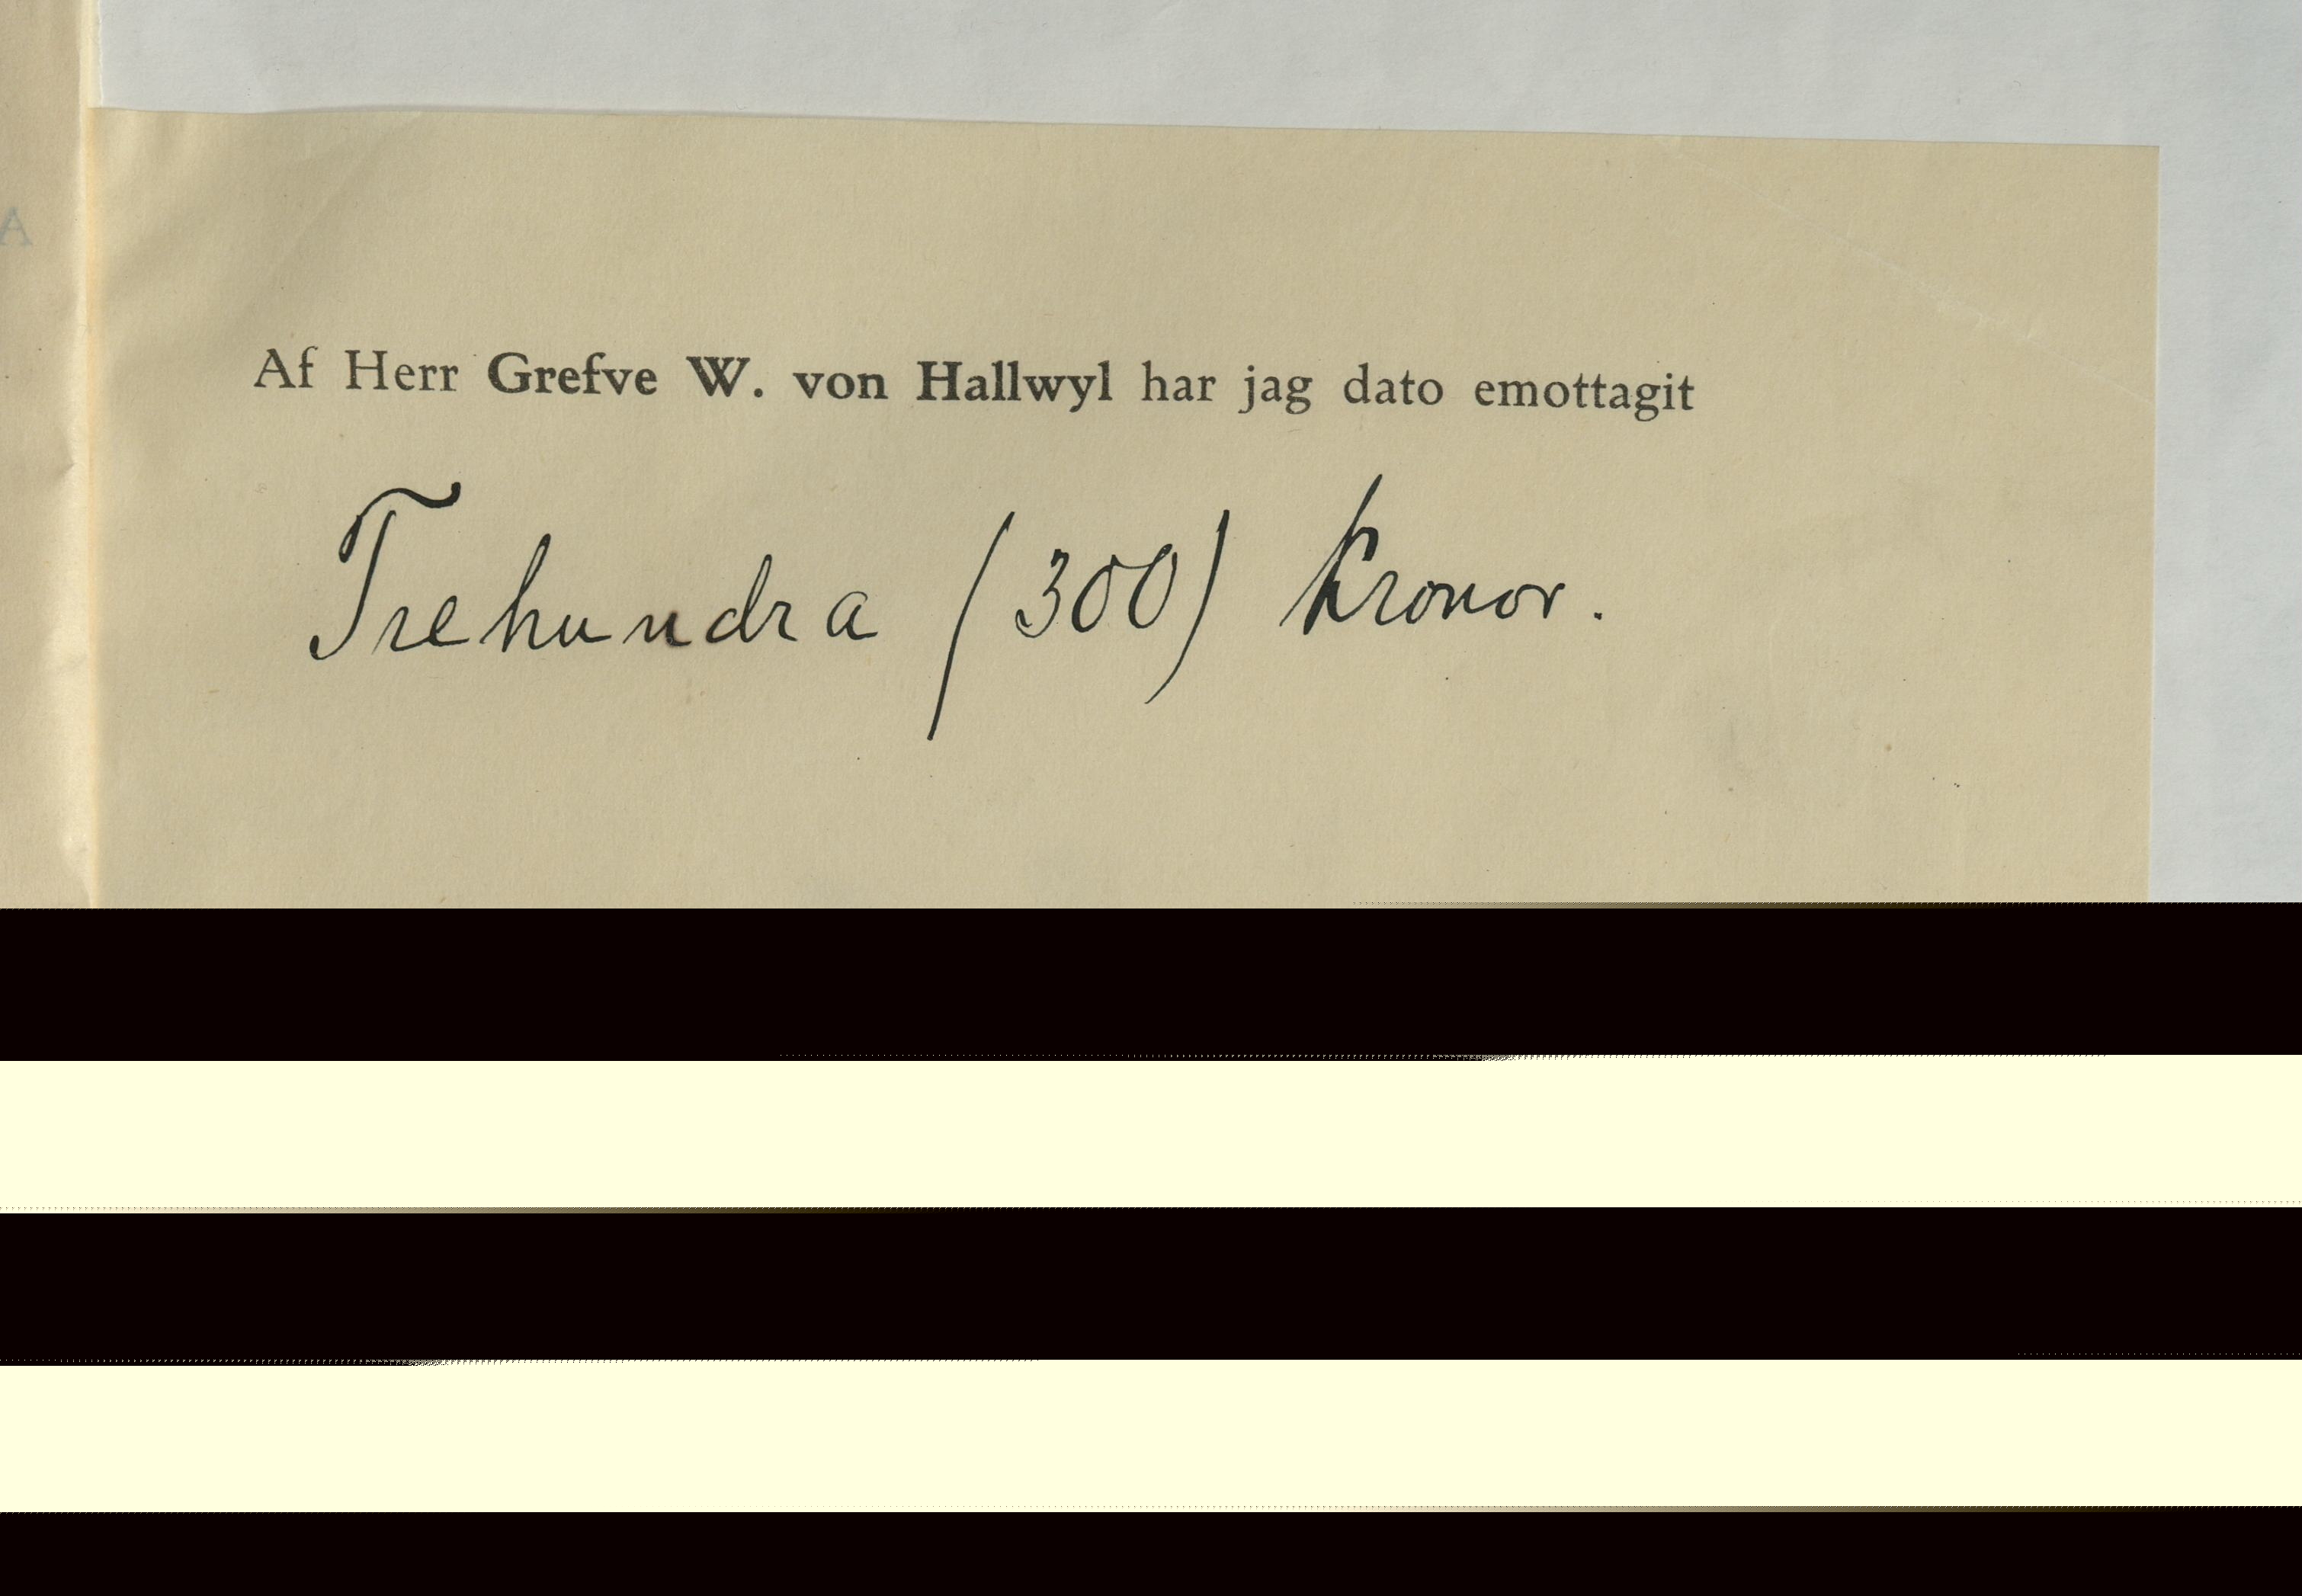 Af Herr Grefve W. von Hallwyl har jag dato emottagit
Trehundra (300) kronor.